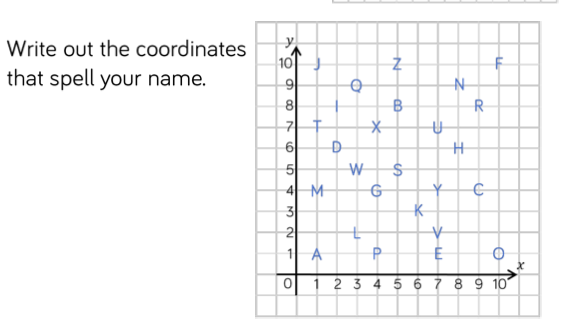 Write out the coordinates
that spell your name.
y
10 J Z F
9 Q N
8 I B R
7 T X U
6 D H
5 W S
4 M G Y C
3 K
2 L V
1 A P E O
x
0 1 2 3 4 5 6 7 8 9 10